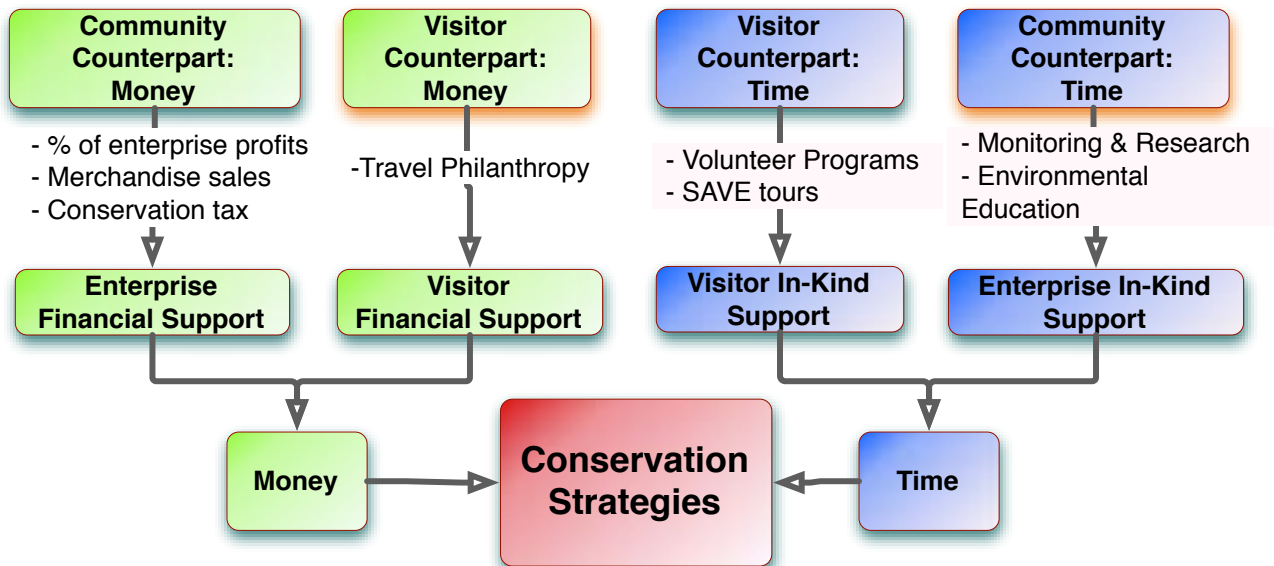 Community
Counterpart:
Money
Visitor
Counterpart:
Money
Visitor
Counterpart:
Time
Community
Counterpart:
Time
- % of enterprise profits
- Merchandise sales
- Conservation tax
-Travel Philanthropy
- Volunteer Programs
- SAVE tours
- Monitoring & Research
- Environmental
Education
Enterprise
Financial Support
Visitor
Financial Support
Visitor In-Kind
Support
Enterprise In-Kind
Support
Money
Conservation
Strategies
Time